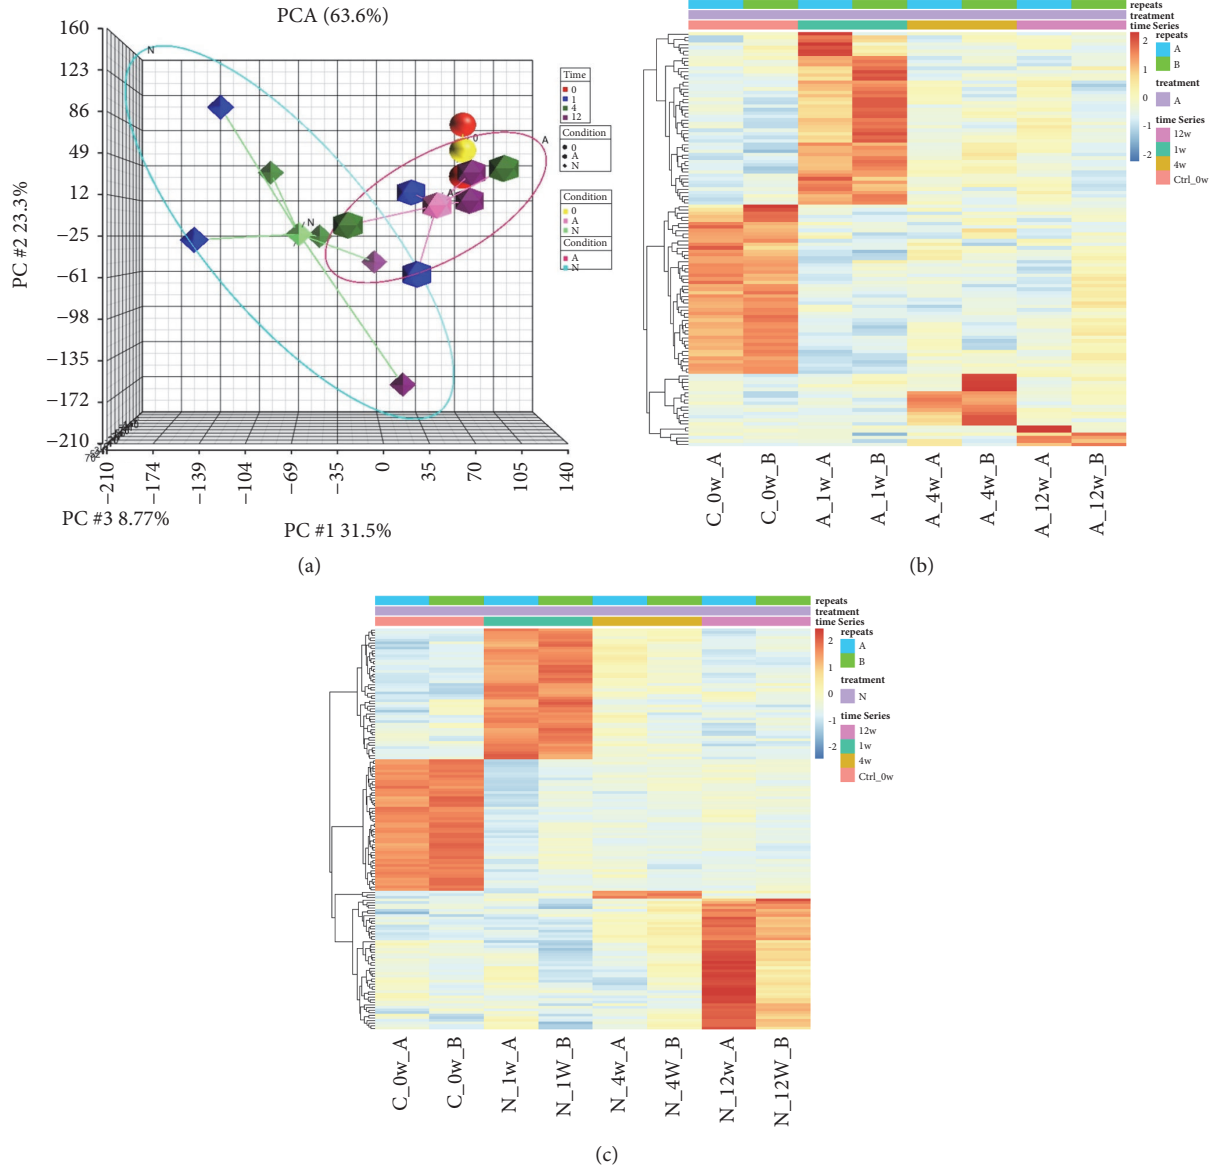 PCA (63.6%)
160
123
86
49
12
−25
−61
−98
−135
−172
−210
PC #2 23.3%
−210
−174
−139
−104
−69
0
35
70
105
140
PC #3 8.77%
PC #1 31.5%
N
N
A
A
0
Time
0
1
4
12
Condition
0
A
N
Condition
0
A
N
Condition
A
N
(a)
repeats
treatment
time Series
2
1
0
-1
-2
repeats
A
B
treatment
A
time Series
12w
1w
4w
Ctrl_0w
C_0w_A
C_0w_B
A_1w_A
A_1w_B
A_4w_A
A_4w_B
A_12w_A
A_12w_B
(b)
repeats
treatment
time Series
2
1
0
-1
-2
repeats
A
B
treatment
N
time Series
12w
1w
4w
Ctrl_0w
C_0w_A
C_0w_B
N_1w_A
N_1W_B
N_4w_A
N_4W_B
N_12w_A
N_12W_B
(c)